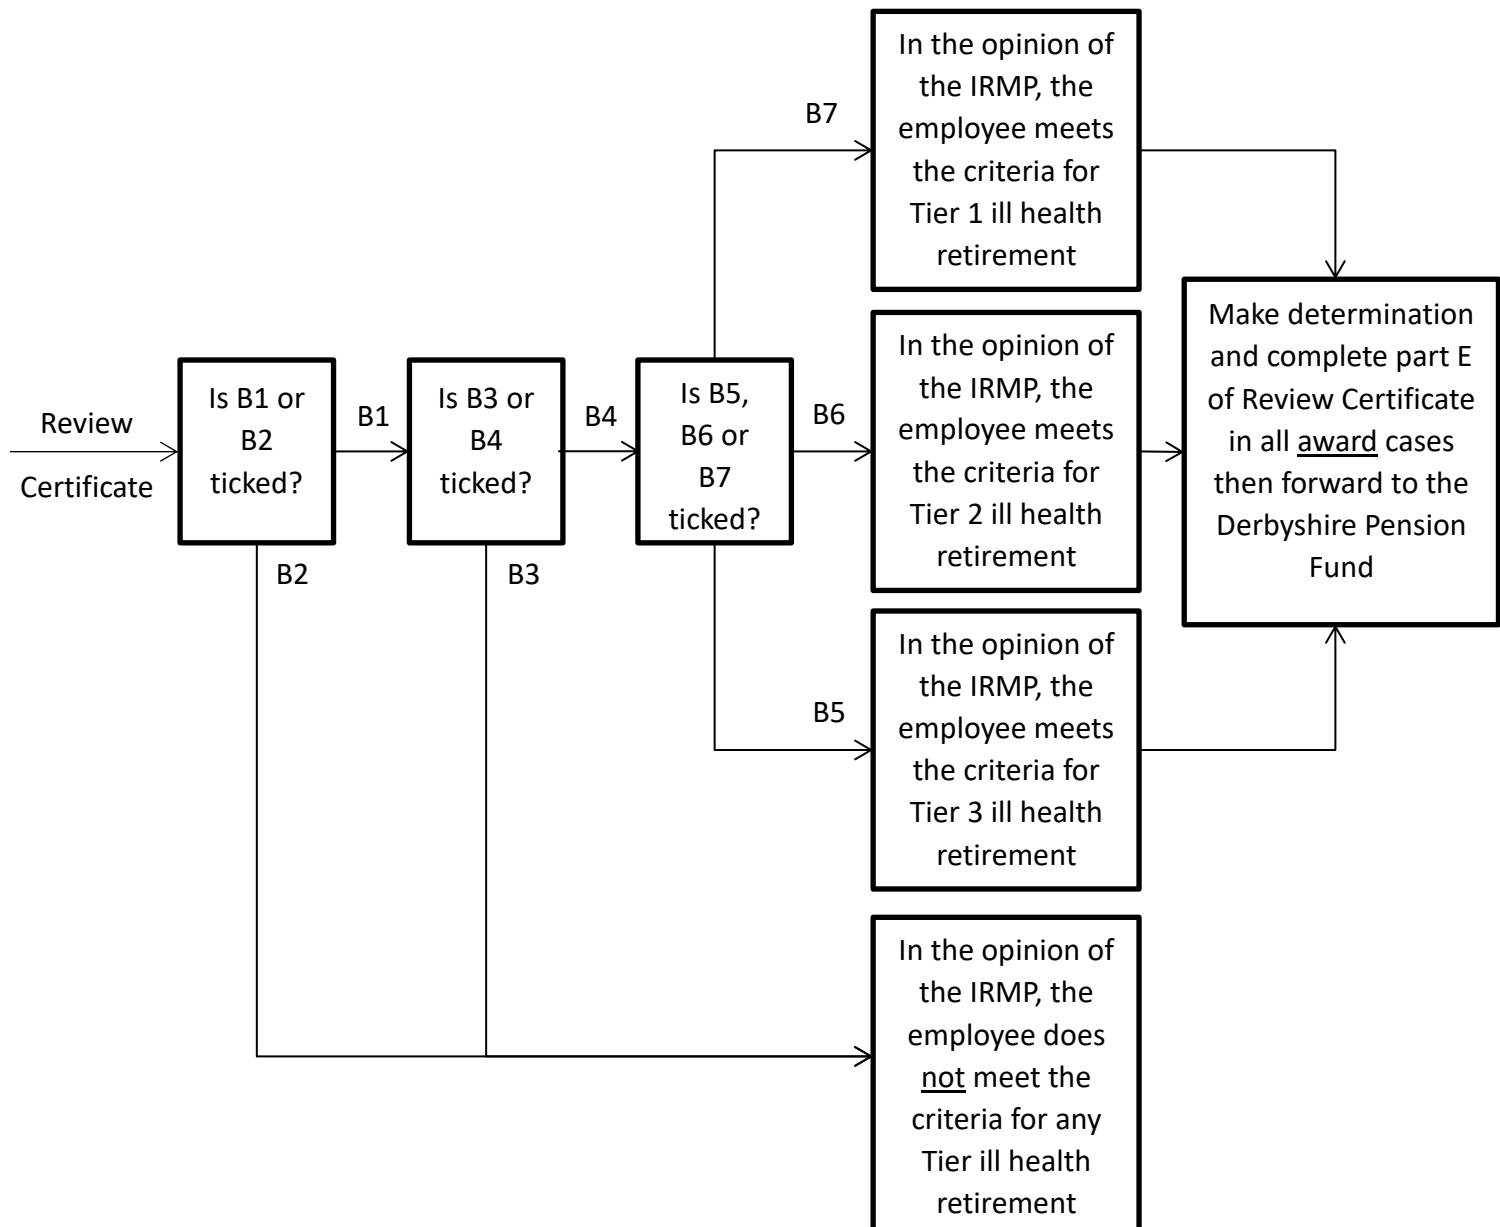 Review
Certificate
Is B1 or
B2
ticked?
B1
B2
Is B3 or
B4
ticked?
B4
B3
Is B5,
B6 or
B7
ticked?
B7
B6
B5
In the opinion of
the IRMP, the
employee meets
the criteria for
Tier 1 ill health
retirement
In the opinion of
the IRMP, the
employee meets
the criteria for
Tier 2 ill health
retirement
In the opinion of
the IRMP, the
employee meets
the criteria for
Tier 3 ill health
retirement
In the opinion of
the IRMP, the
employee does
not meet the
criteria for any
Tier ill health
retirement
Make determination
and complete part E
of Review Certificate
in all award cases
then forward to the
Derbyshire Pension
Fund